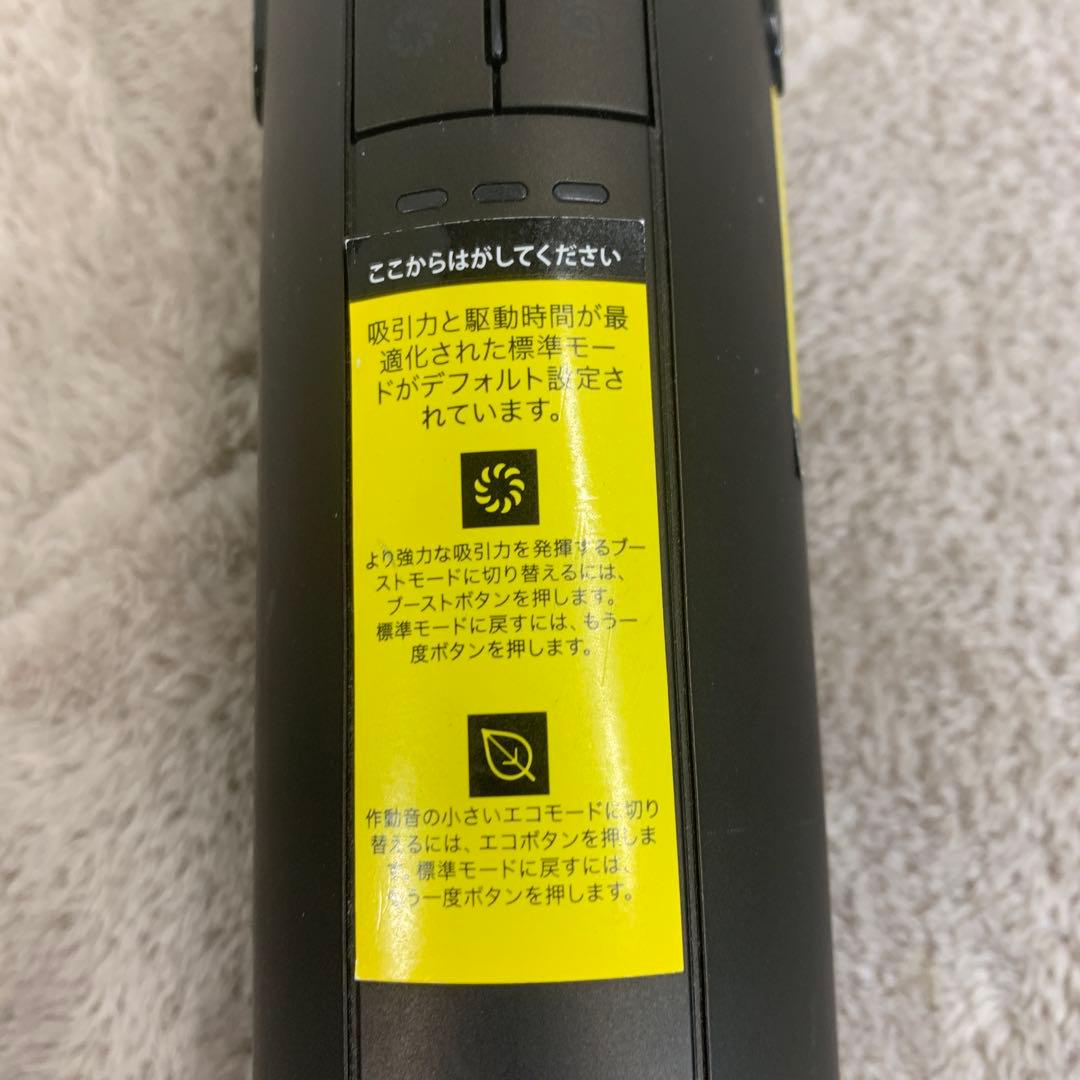 ここからはがしてください
吸引力と駆動時間が最
適化された標準モー
ドがデフォルト設定さ
れています。
より強力な吸引力を発揮するブー
ストモードに切り替えるには、
ブーストボタンを押します。
標準モードに戻すには、もう一
度ボタンを押します。
作動音の小さいエコモードに切り
替えるには、エコボタンを押しま
す。標準モードに戻すには、
もう一度ボタンを押します。